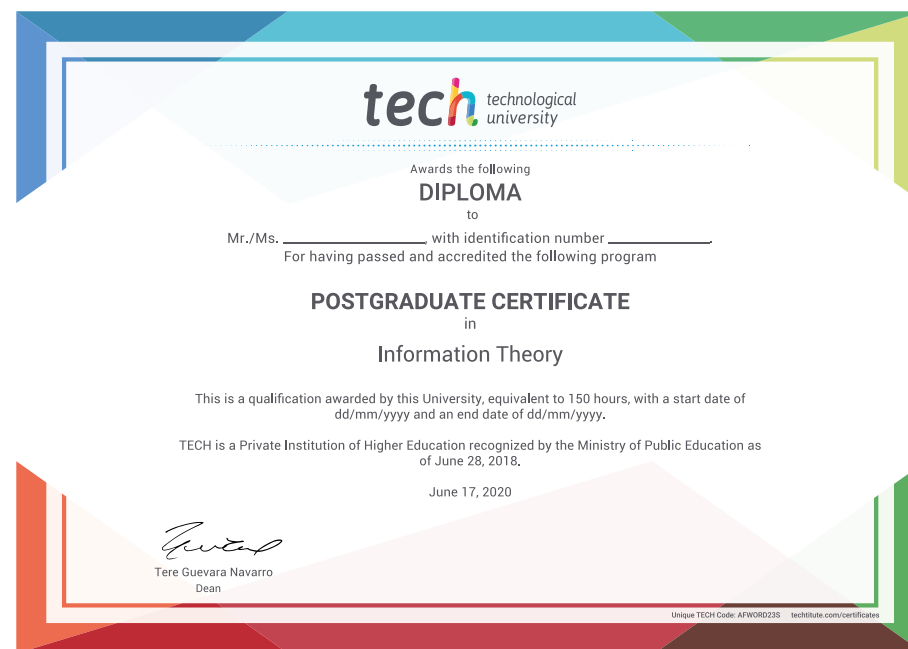 tech technological
university
Awards the following
DIPLOMA
to
Mr./Ms. ____________________, with identification number ______________.
For having passed and accredited the following program
POSTGRADUATE CERTIFICATE
in
Information Theory
This is a qualification awarded by this University, equivalent to 150 hours, with a start date of
dd/mm/yyyy and an end date of dd/mm/yyyy.
TECH is a Private Institution of Higher Education recognized by the Ministry of Public Education as
of June 28, 2018.
June 17, 2020
Tere Guevara Navarro
Dean
Unique TECH Code: AFWORD23S techtitute.com/certificates